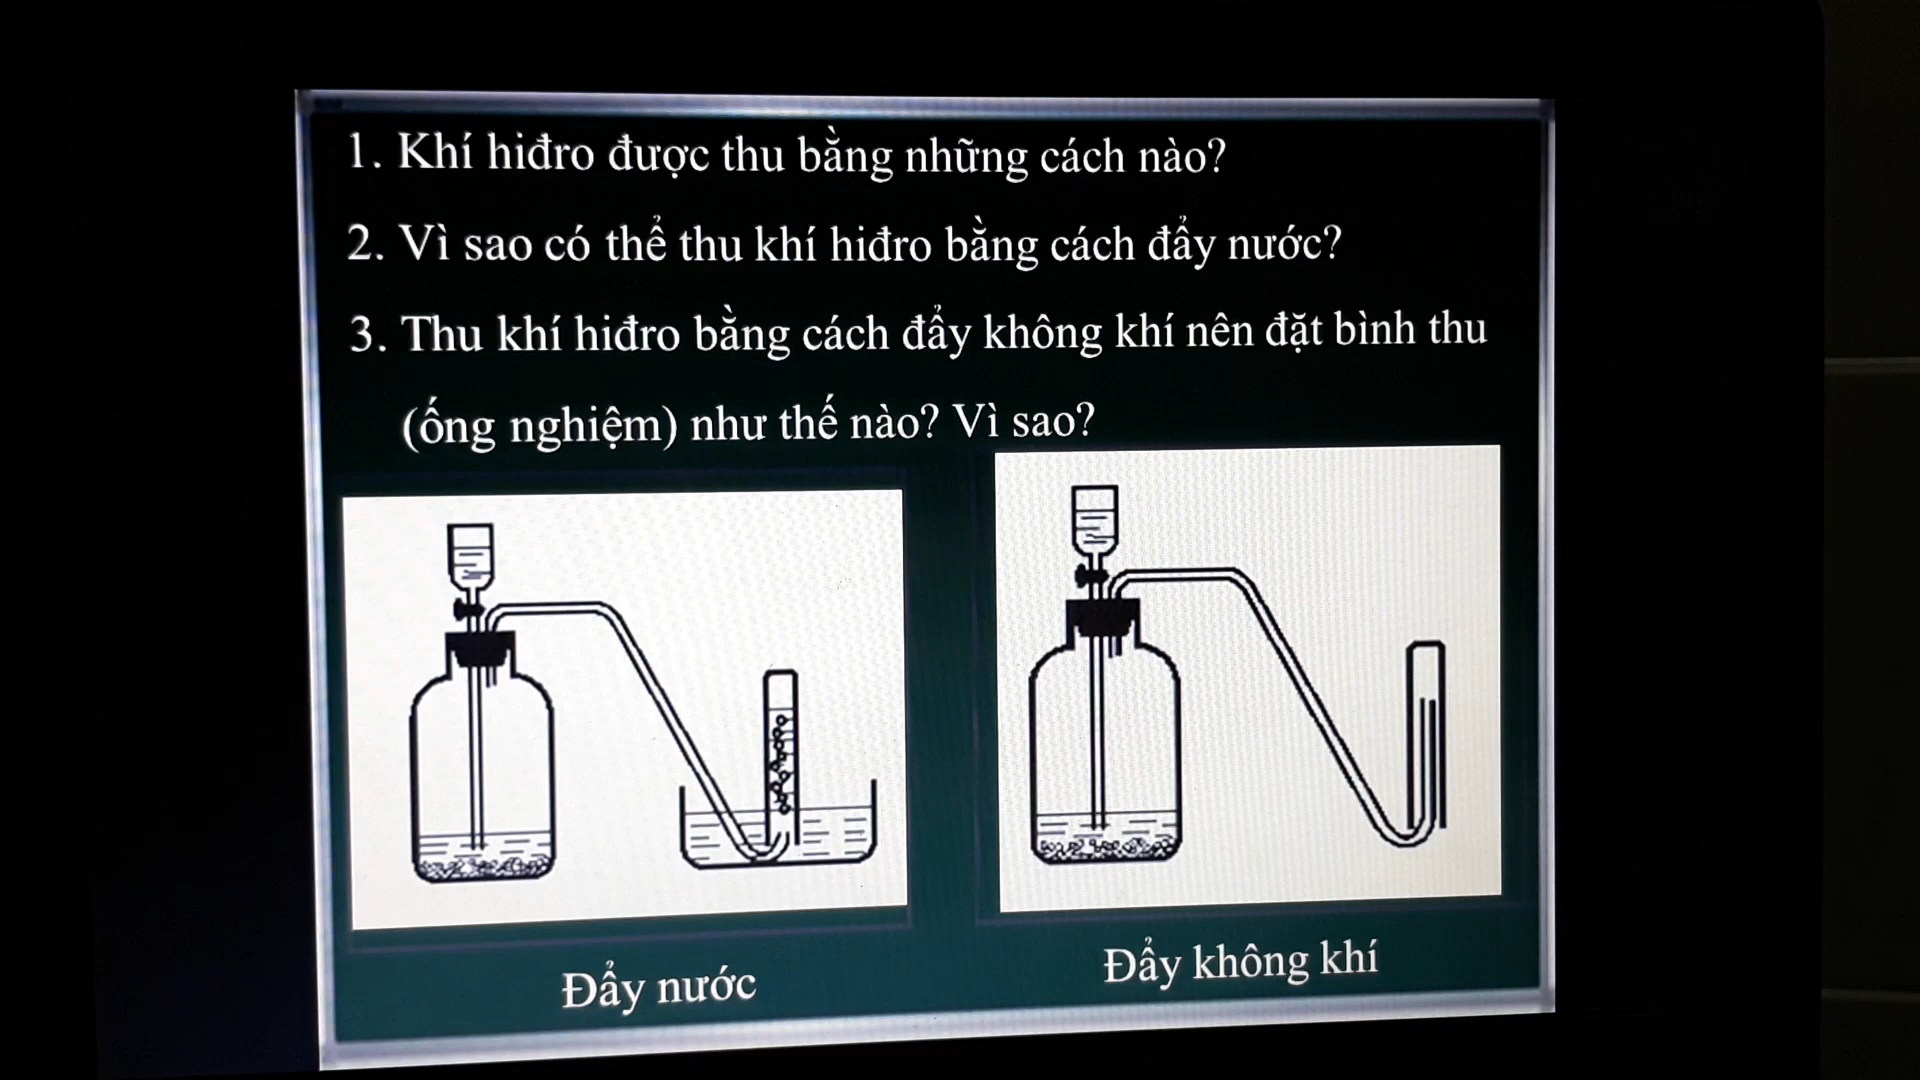 1. Khí hiđro được thu bằng những cách nào?
2. Vì sao có thể thu khí hiđro bằng cách đẩy nước?
3. Thu khí hiđro bằng cách đẩy không khí nên đặt bình thu
(ống nghiệm) như thế nào? Vì sao?
Đẩy nước
Đẩy không khí